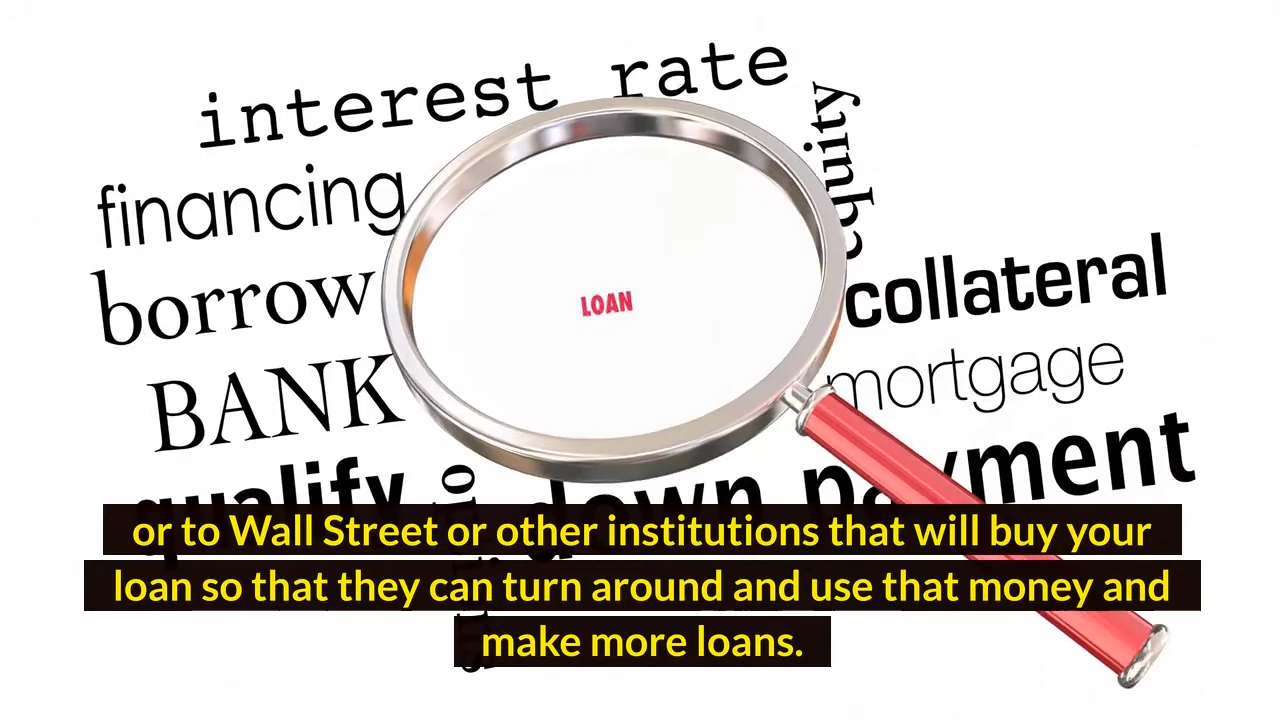 interest rate
equity
financing
borrow
LOAN
collateral
BANK
mortgage
qualify
down payment
or to Wall Street or other institutions that will buy your
loan so that they can turn around and use that money and
make more loans.